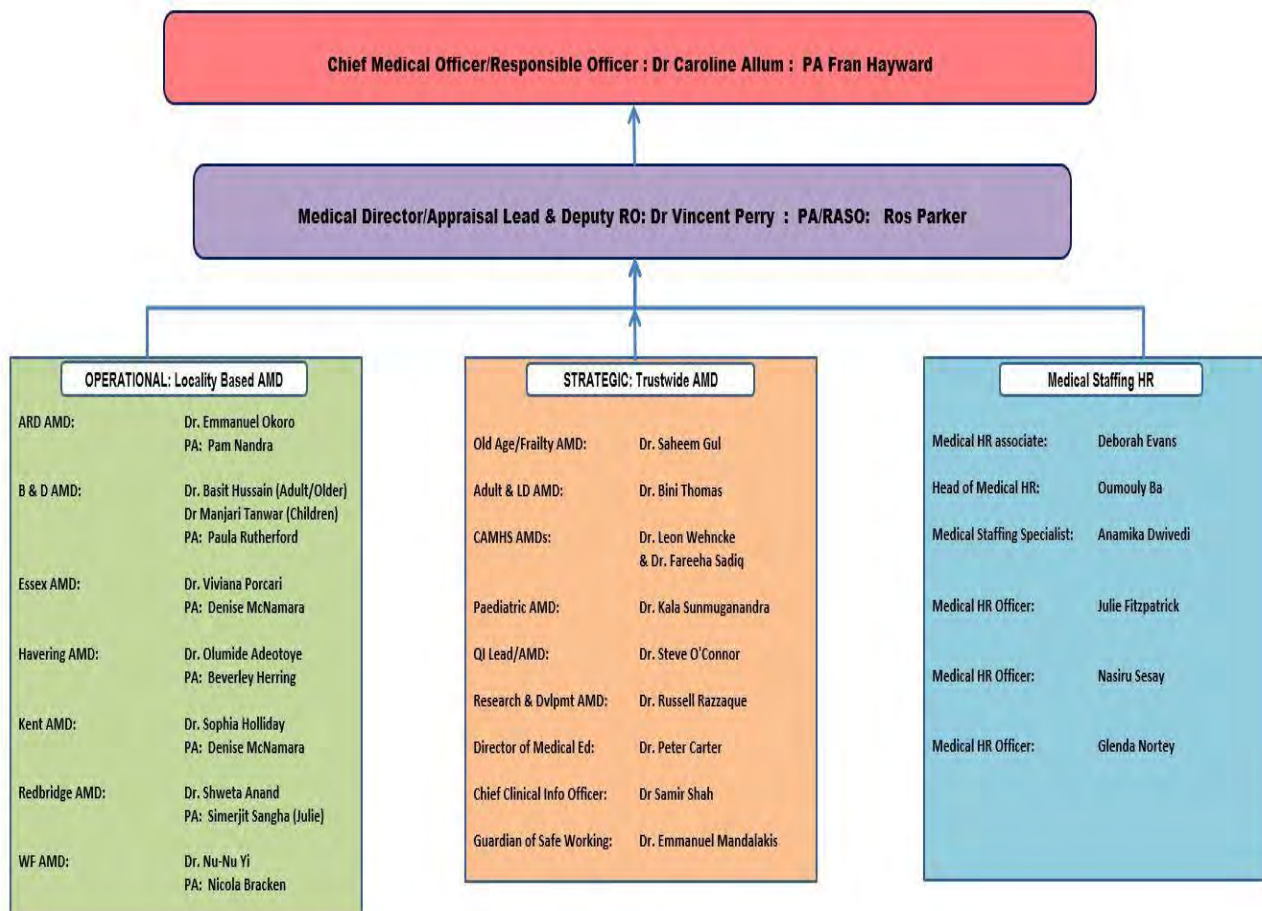 Chief Medical Officer/Responsible Officer : Dr Caroline Allum : PA Fran Hayward
Medical Director/Appraisal Lead & Deputy RO: Dr Vincent Perry : PA/RASO: Ros Parker
OPERATIONAL: Locality Based AMD
ARD AMD: Dr. Emmanuel Okoro
PA: Pam Nandra
B & D AMD: Dr. Basit Hussain (Adult/Older)
Dr Manjari Tanwar (Children)
PA: Paula Rutherford
Essex AMD: Dr. Viviana Porcari
PA: Denise McNamara
Havering AMD: Dr. Olumide Adeotoye
PA: Beverley Herring
Kent AMD: Dr. Sophia Holliday
PA: Denise McNamara
Redbridge AMD: Dr. Shweta Anand
PA: Simerjit Sangha (Julie)
WF AMD: Dr. Nu-Nu Yi
PA: Nicola Bracken
STRATEGIC: Trustwide AMD
Old Age/Frailty AMD: Dr. Saheem Gul
Adult & LD AMD: Dr. Bini Thomas
CAMHS AMDs: Dr. Leon Wehncke
& Dr. Fareeha Sadiq
Paediatric AMD: Dr. Kala Sunmuganandra
QI Lead/AMD: Dr. Steve O'Connor
Research & Dvlpmt AMD: Dr. Russell Razzaque
Director of Medical Ed: Dr. Peter Carter
Chief Clinical Info Officer: Dr Samir Shah
Guardian of Safe Working: Dr. Emmanuel Mandalakis
Medical Staffing HR
Medical HR associate: Deborah Evans
Head of Medical HR: Oumouly Ba
Medical Staffing Specialist: Anamika Dwivedi
Medical HR Officer: Julie Fitzpatrick
Medical HR Officer: Nasiru Sesay
Medical HR Officer: Glenda Nortey